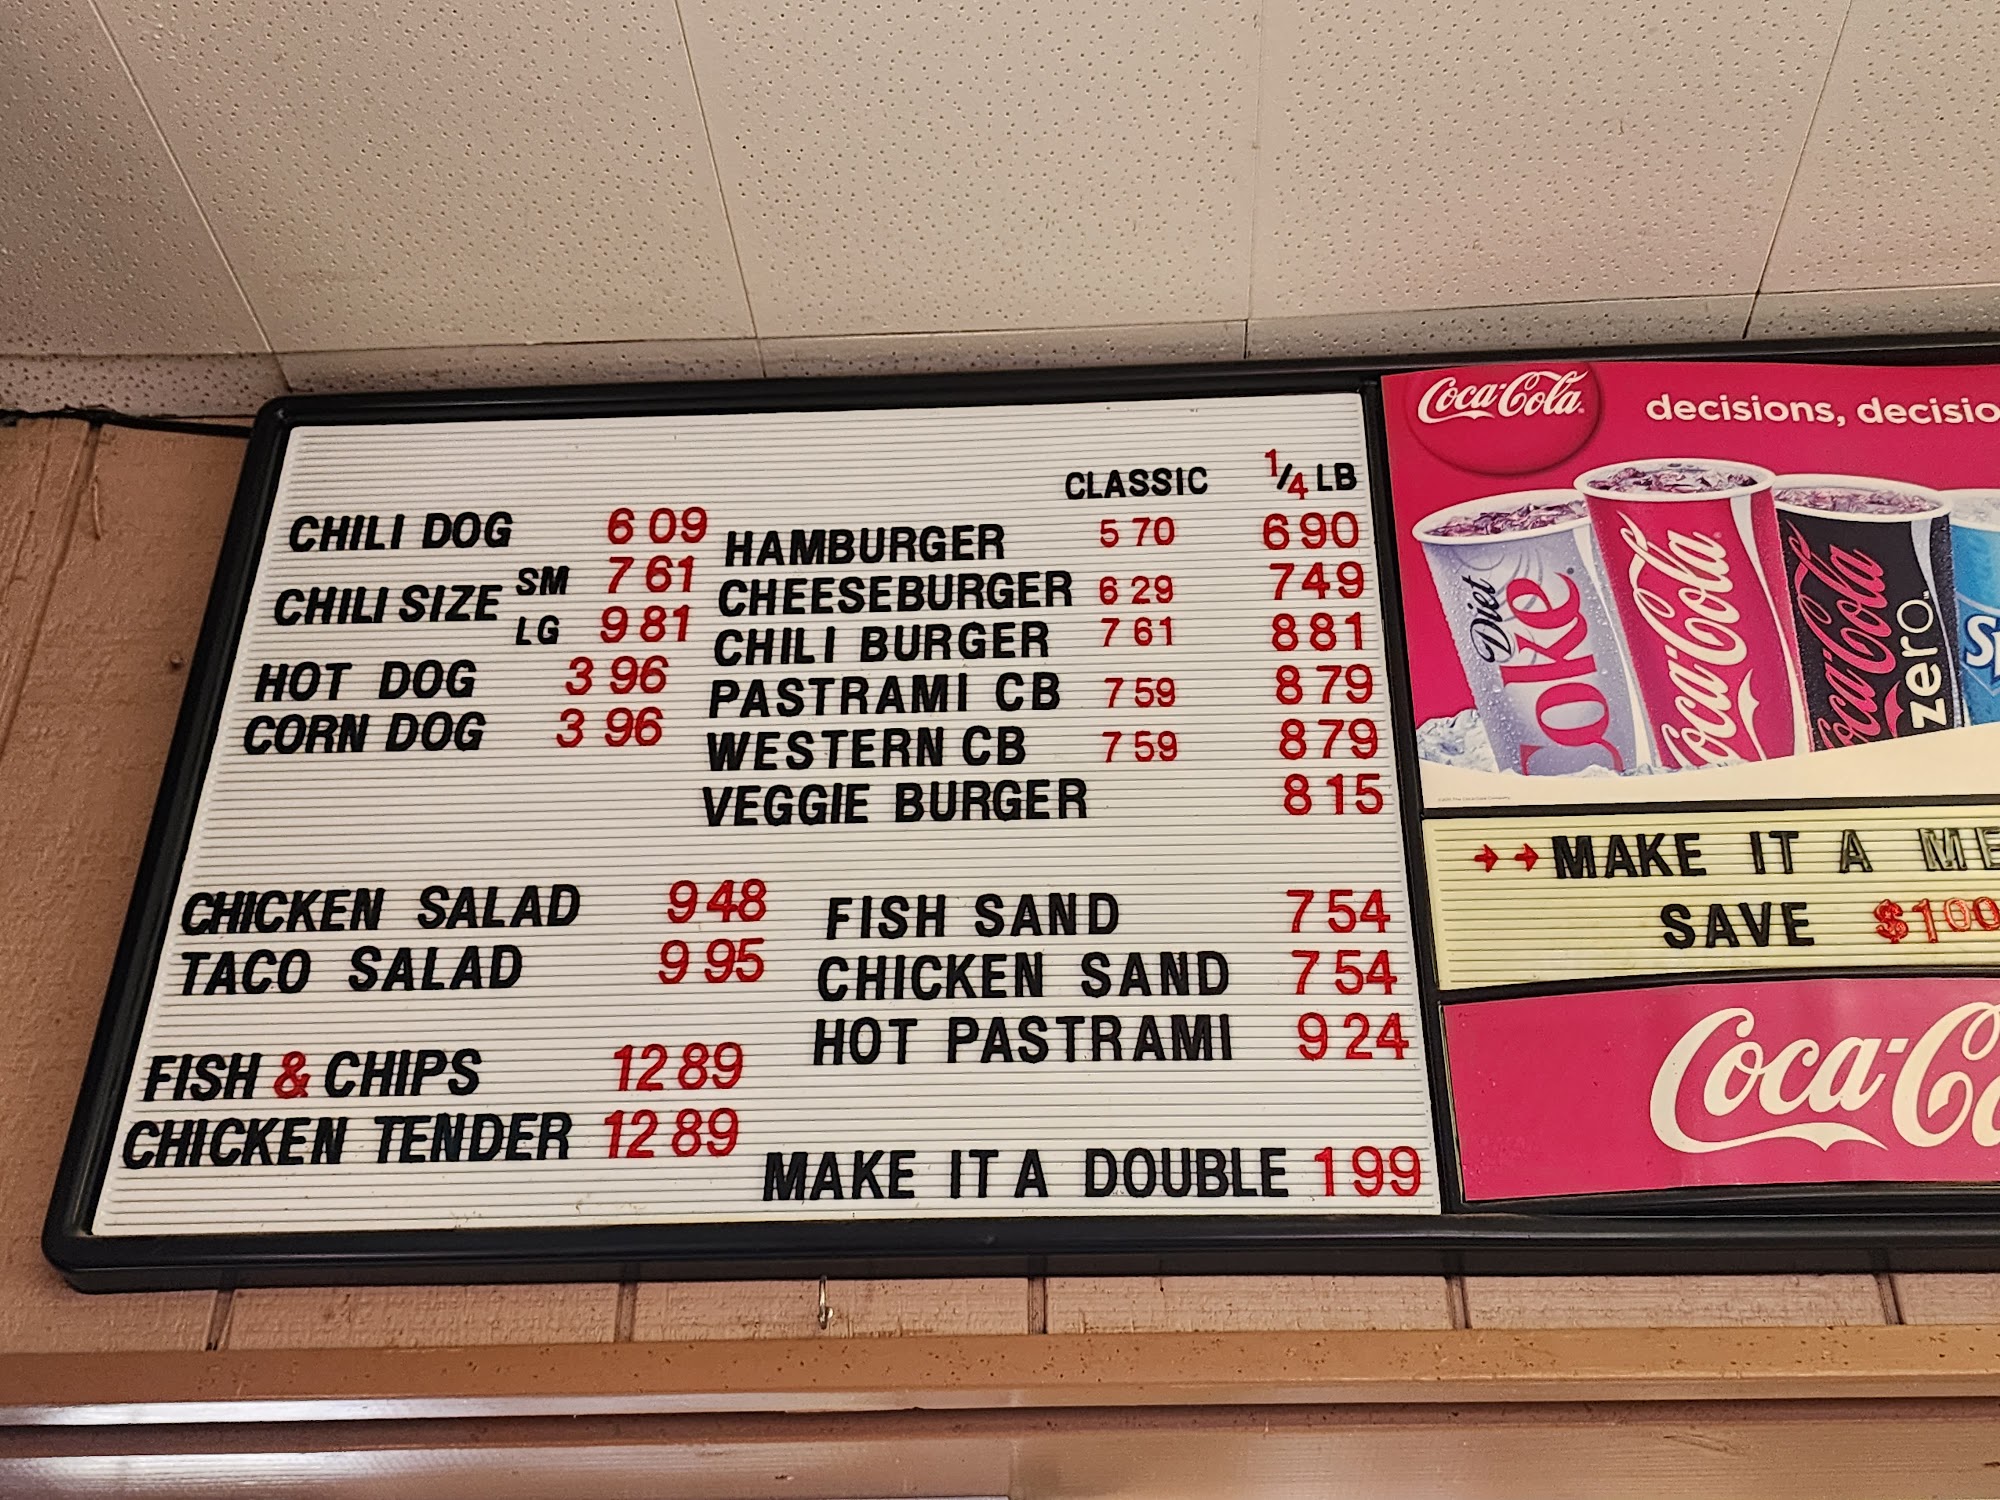 CHILI DOG 6 09
CHILI SIZE SM 7 61
LG 9 81
HOT DOG 3 96
CORN DOG 3 96
CHICKEN SALAD 9 48
TACO SALAD 9 95
FISH & CHIPS 12 89
CHICKEN TENDER 12 89
CLASSIC 1/4 LB
HAMBURGER 5 70 6 90
CHEESEBURGER 6 29 7 49
CHILI BURGER 7 61 8 81
PASTRAMI CB 7 59 8 79
WESTERN CB 7 59 8 79
VEGGIE BURGER 8 15
FISH SAND 7 54
CHICKEN SAND 7 54
HOT PASTRAMI 9 24
MAKE IT A DOUBLE 1 99
Coca-Cola
decisions, decisio
Diet Coke
Coca-Cola
Coca-Cola zero
MAKE IT A ME
SAVE $1 00
Coca-C